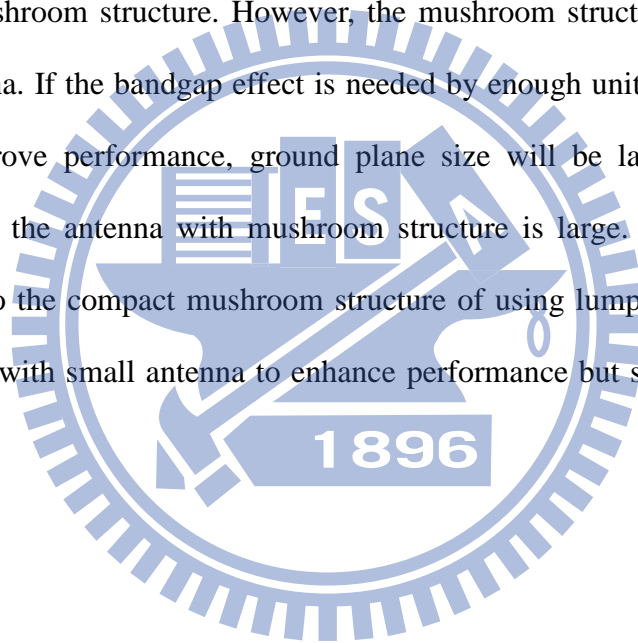 shroom structure. However, the mushroom struct
na. If the bandgap effect is needed by enough unit
rove performance, ground plane size will be la
the antenna with mushroom structure is large.
o the compact mushroom structure of using lump
with small antenna to enhance performance but s
E S A
1896